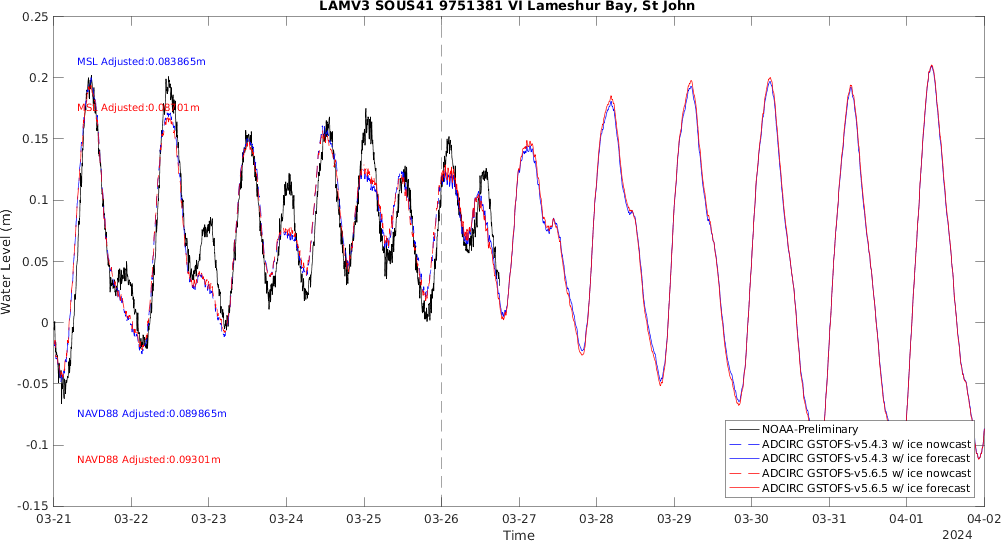 LAMV3 SOUS41 9751381 VI Lameshur Bay, St John
0.25
0.2
0.15
0.1
0.05
0
-0.05
-0.1
-0.15
Water Level (m)
MSL Adjusted:0.083865m
MSL
NAVD88 Adjusted:0.089865m
NAVD88 Adjusted:0.09301m
NOAA-Preliminary
ADCIRC GSTOFS-v5.4.3 w/ ice nowcast
ADCIRC GSTOFS-v5.4.3 w/ ice forecast
ADCIRC GSTOFS-v5.6.5 w/ ice nowcast
ADCIRC GSTOFS-v5.6.5 w/ ice forecast
03-21 03-22 03-23 03-24 03-25 03-26 03-27 03-28 03-29 03-30 03-31 04-01 04-02
Time
2024